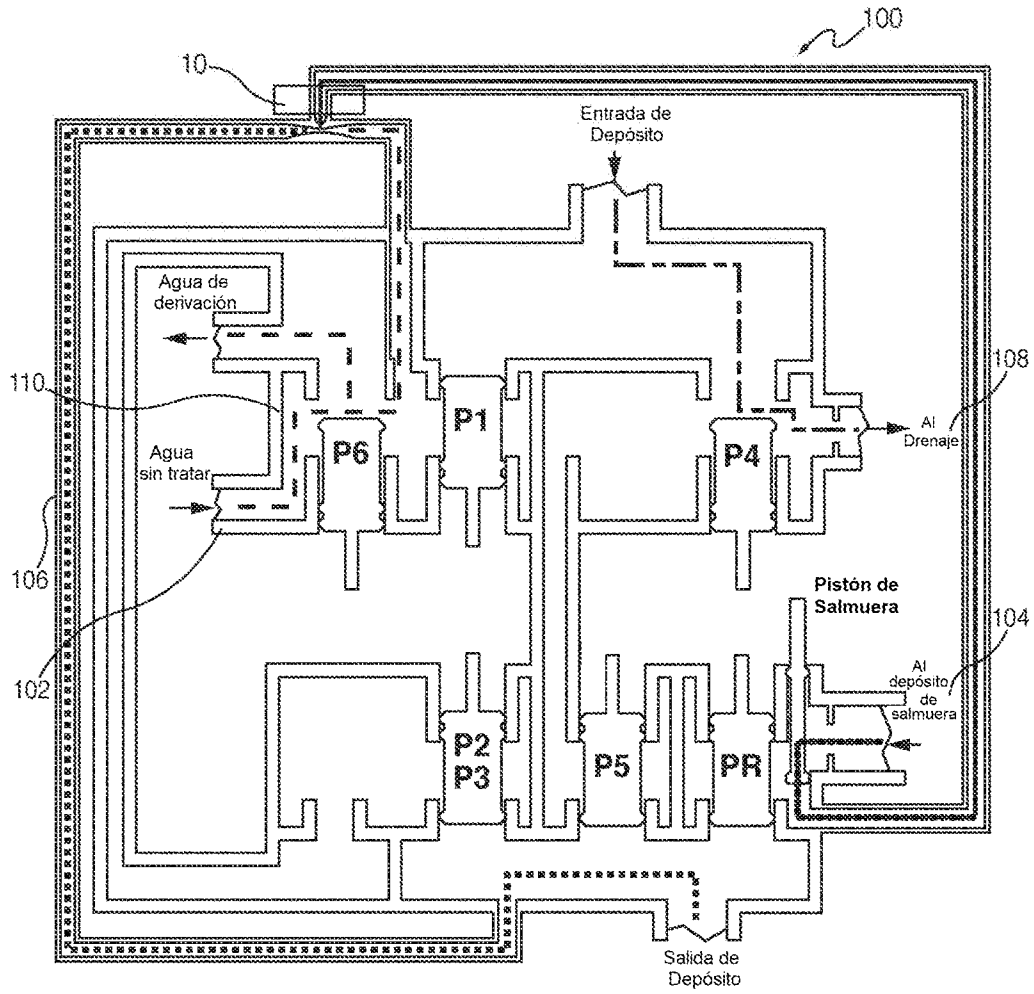 100
10
Entrada de
Depósito
Agua de
derivación
110
P6
P1
P4
108
Al
Drenaje
Agua
sin tratar
106
Pistón de
Salmuera
104
102
Al
depósito
de
salmuera
P2
P3
P5
PR
Salida de
Depósito